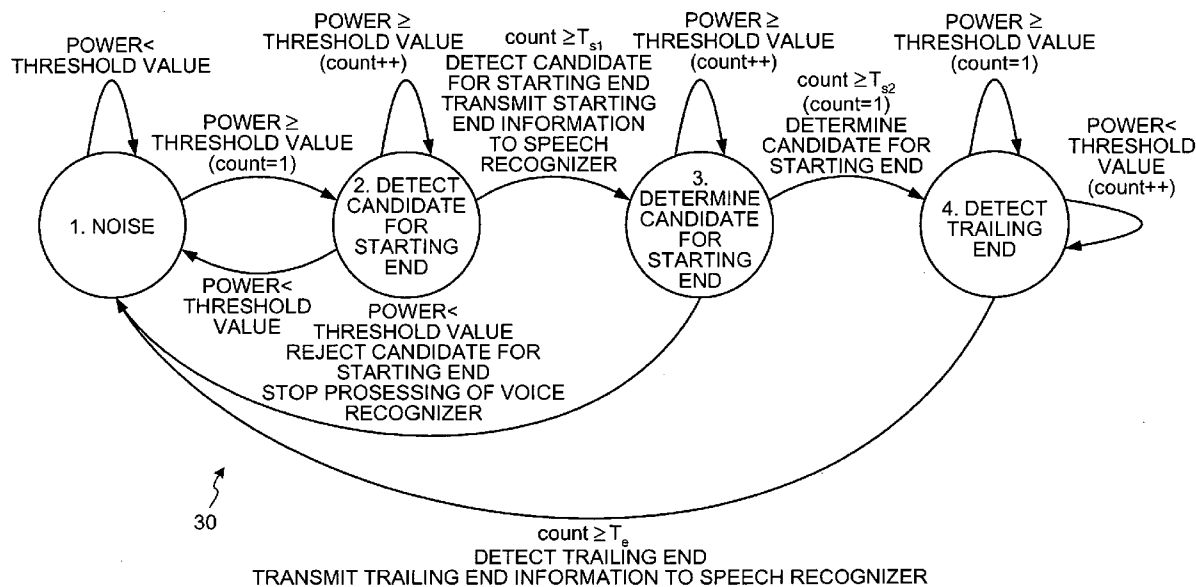 POWER<
THRESHOLD VALUE
POWER ≥
THRESHOLD VALUE
(count=1)
POWER ≥
THRESHOLD VALUE
(count++)
count ≥ Ts1
DETECT CANDIDATE
FOR STARTING END
TRANSMIT STARTING
END INFORMATION
TO SPEECH
RECOGNIZER
POWER ≥
THRESHOLD VALUE
(count++)
count ≥ Ts2
(count=1)
DETERMINE
CANDIDATE FOR
STARTING END
POWER ≥
THRESHOLD VALUE
(count=1)
POWER<
THRESHOLD
VALUE
(count++)
1. NOISE
2. DETECT
CANDIDATE
FOR
STARTING
END
3.
DETERMINE
CANDIDATE
FOR
STARTING
END
4. DETECT
TRAILING
END
POWER<
THRESHOLD
VALUE
POWER<
THRESHOLD VALUE
REJECT CANDIDATE FOR
STARTING END
STOP PROSESSING OF VOICE
RECOGNIZER
30
count ≥ Te
DETECT TRAILING END
TRANSMIT TRAILING END INFORMATION TO SPEECH RECOGNIZER